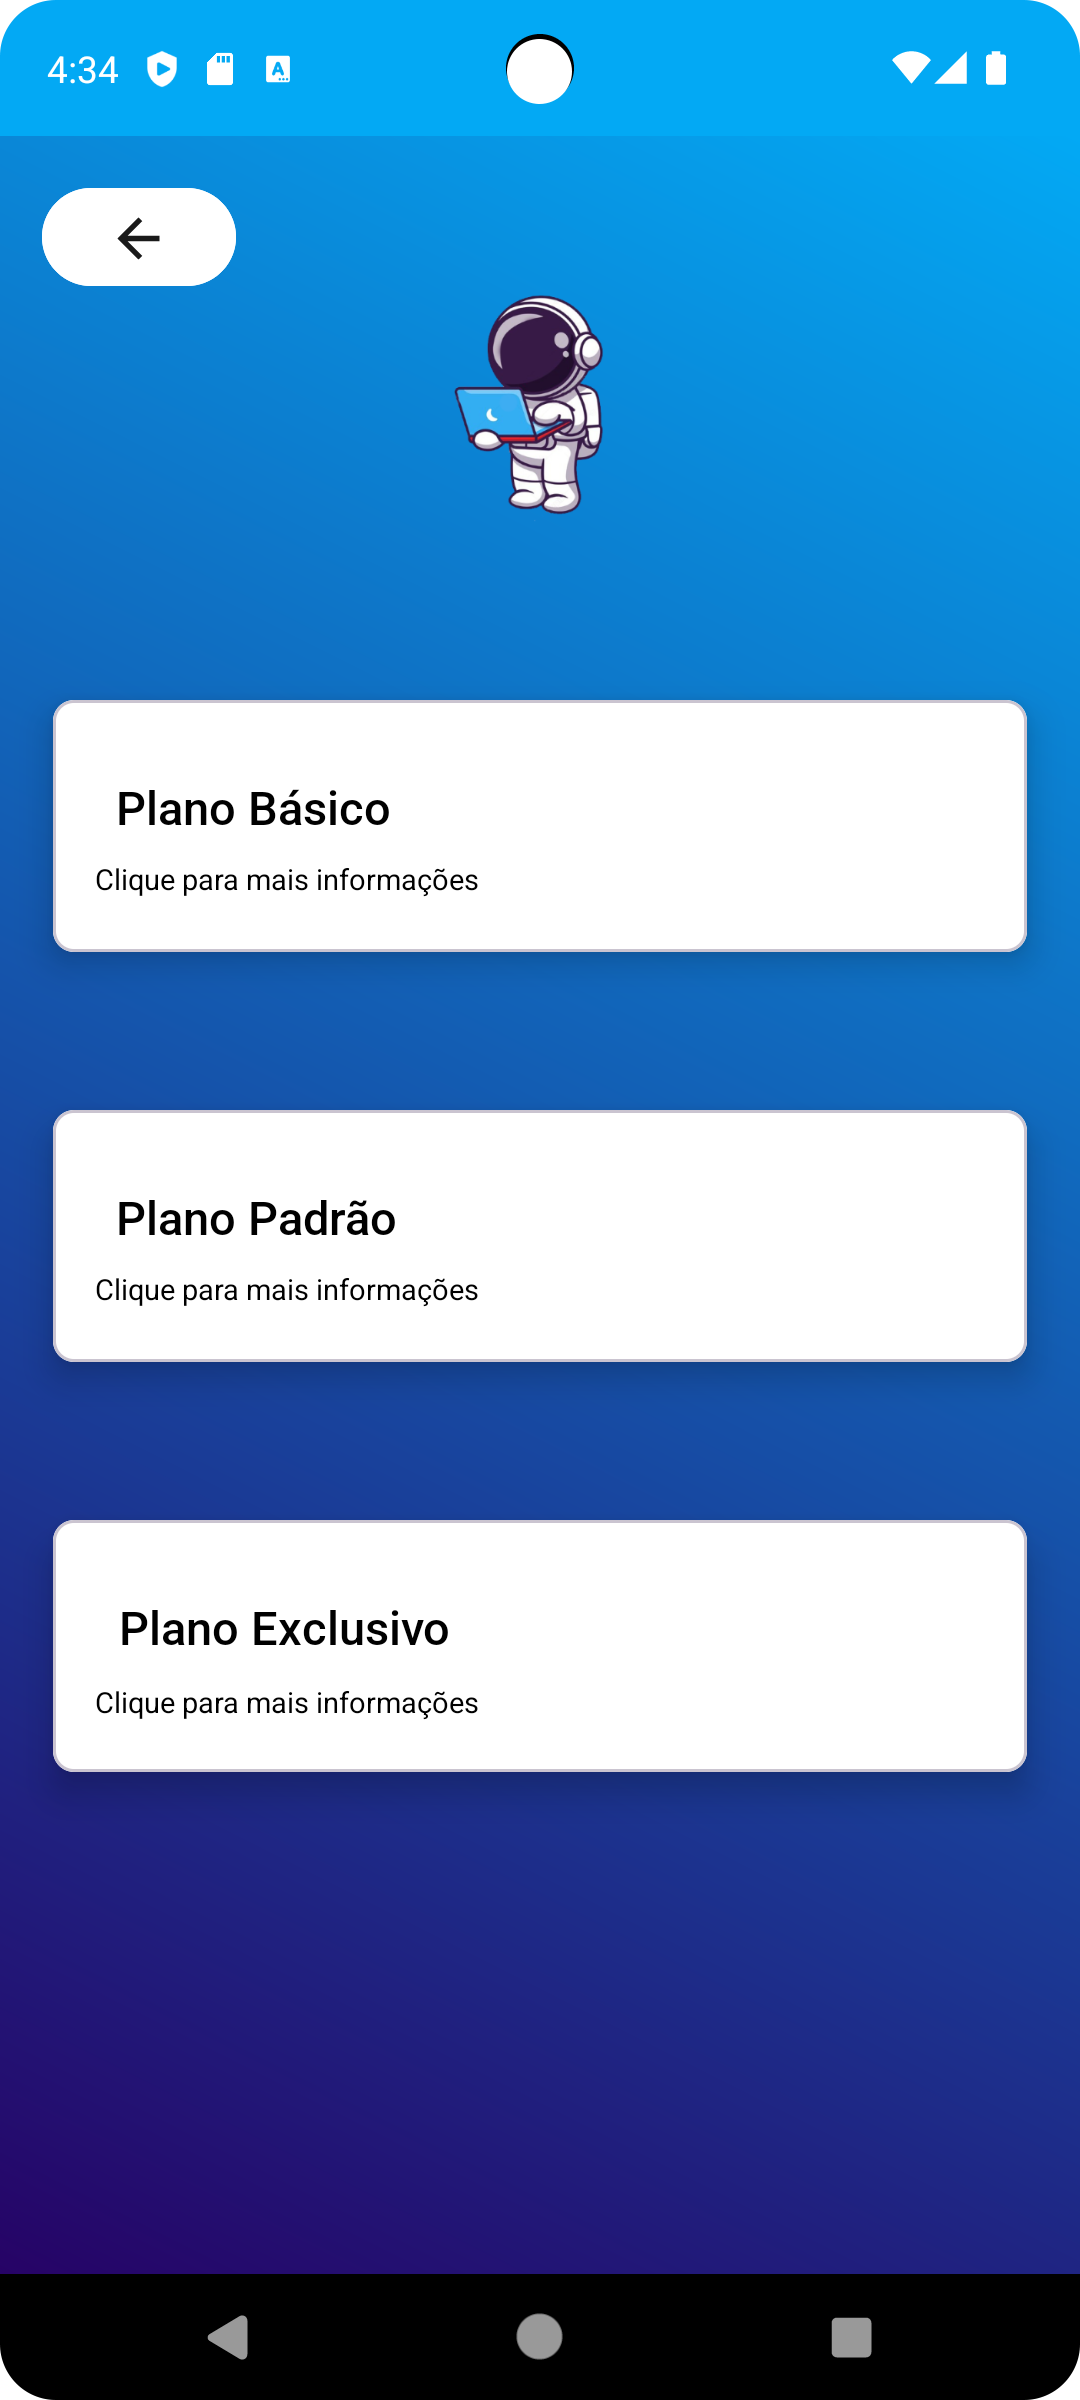 4:34
Plano Básico
Clique para mais informações
Plano Padrão
Clique para mais informações
Plano Exclusivo
Clique para mais informações